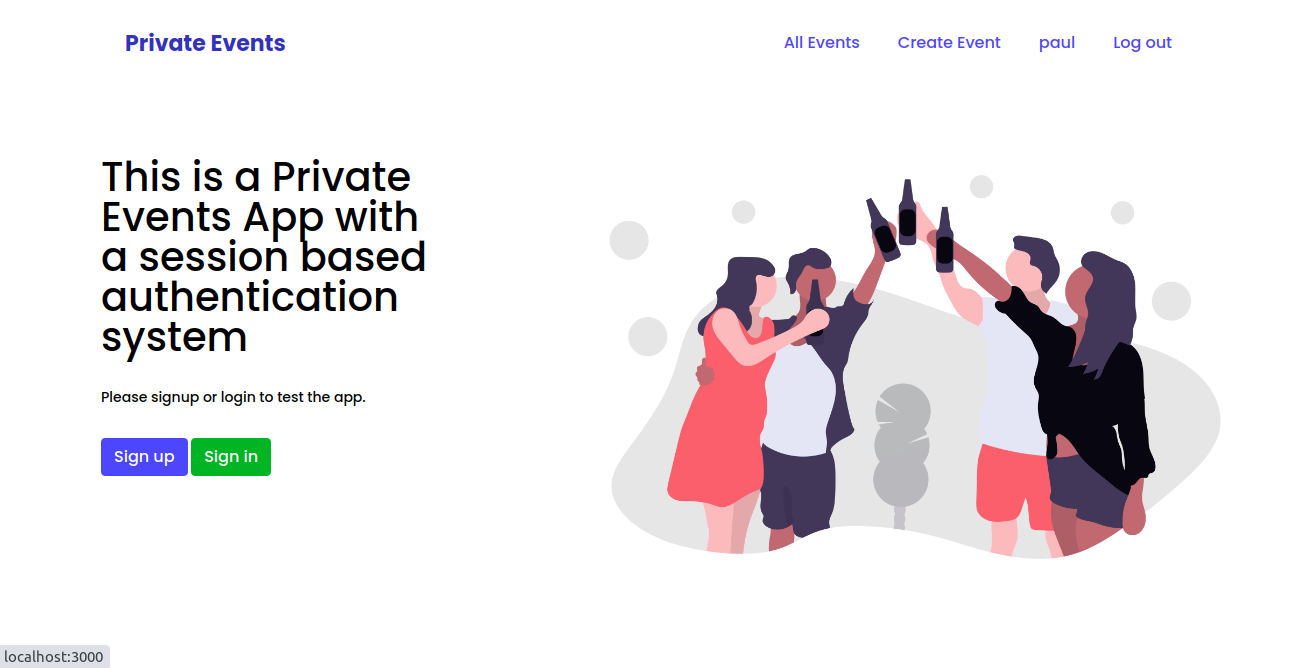 Private Events
All Events
Create Event
paul
Log out
This is a Private
Events App with
a session based
authentication
system
Please signup or login to test the app.
Sign up
Sign in
localhost:3000